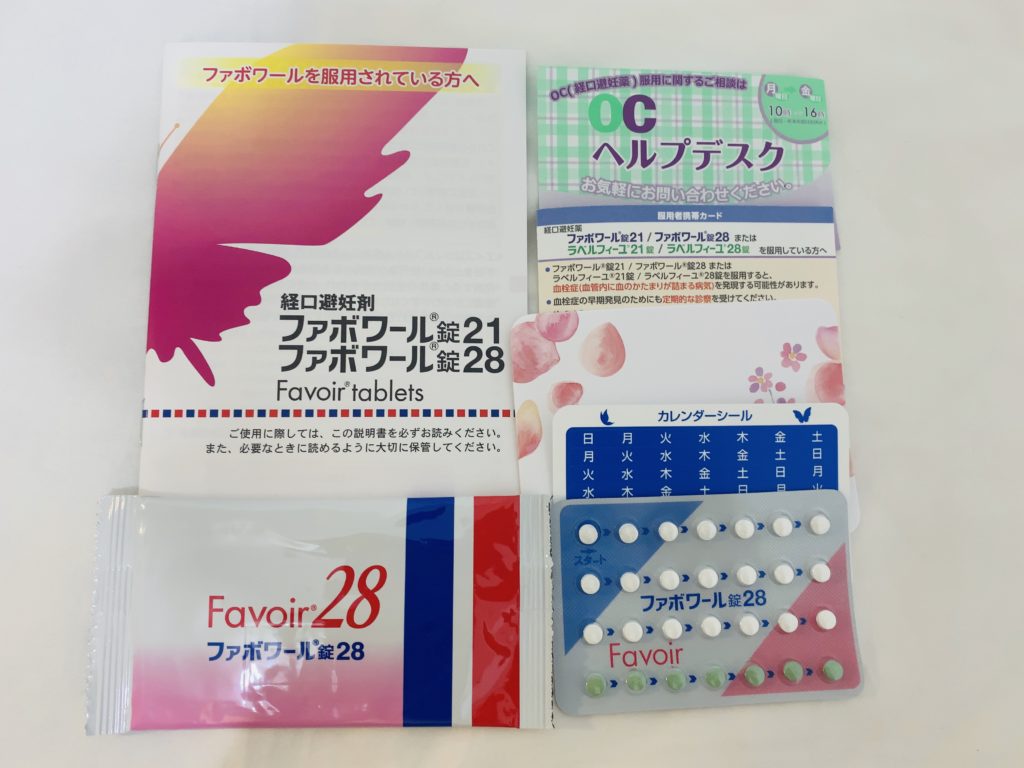 ファボワールを服用されている方へ
経口避妊剤
ファボワール®錠21
ファボワール®錠28
Favoir® tablets
ご使用に際しては、この説明書を必ずお読みください。
また、必要なときに読めるように大切に保管してください。
OC(経口避妊薬)服用に関するご相談は
月曜日 金曜日
10時 16時
OC
ヘルプデスク
お気軽にお問い合わせください。
服用者携帯カード
経口避妊薬
ファボワール®錠21 / ファボワール®錠28 または
ラベルフィーユ®21錠 / ラベルフィーユ®28錠 を服用している方へ
● ファボワール®錠21 / ファボワール®錠28 または
ラベルフィーユ®21錠 / ラベルフィーユ®28錠を服用すると、
血栓症(血管内に血のかたまりが詰まる病気)を発現する可能性があります。
● 血栓症の早期発見のためにも定期的な診察を受けてください。
カレンダーシール
日 月 火 水 木 金 土
月 火 水 木 金 土 日
火 水 木 金 土 日 月
水 木 金 土 日 月 火
Favoir® 28
ファボワール®錠28
スタート
ファボワール錠28
Favoir